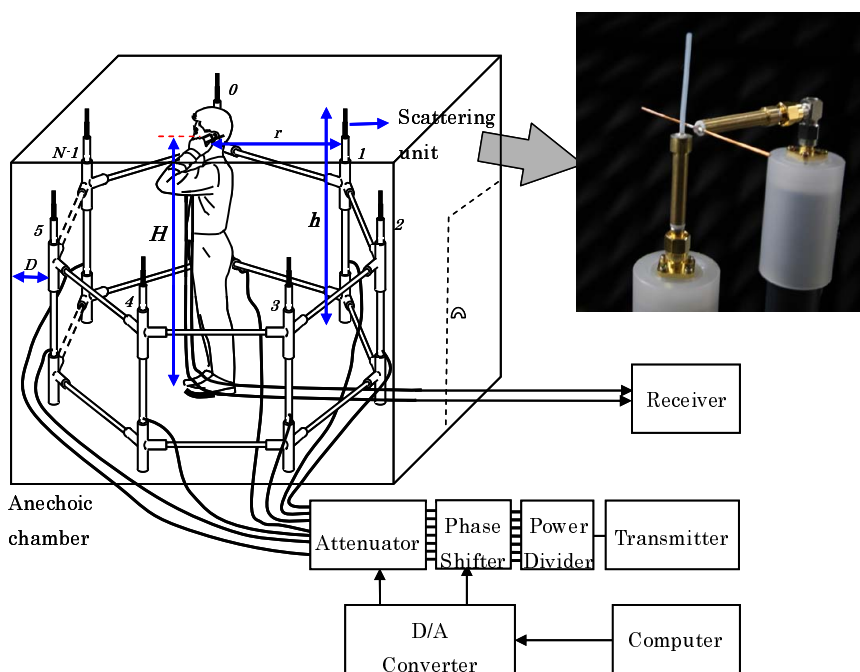 0
r
Scattering
unit
N-1
1
5
2
H
h
D
4
3
Receiver
Anechoic
chamber
Attenuator
Phase
Shifter
Power
Divider
Transmitter
D/A
Converter
Computer